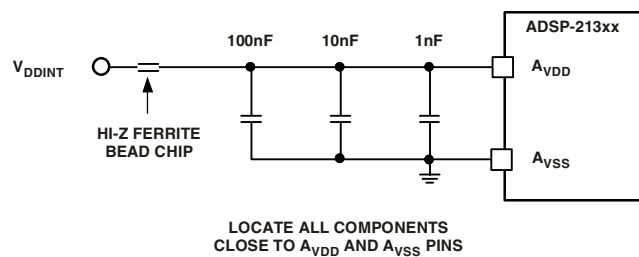 ADSP-213xx
100nF 10nF 1nF
VDDINT
AVDD
HI-Z FERRITE
BEAD CHIP
AVSS
LOCATE ALL COMPONENTS
CLOSE TO AVDD AND AVSS PINS